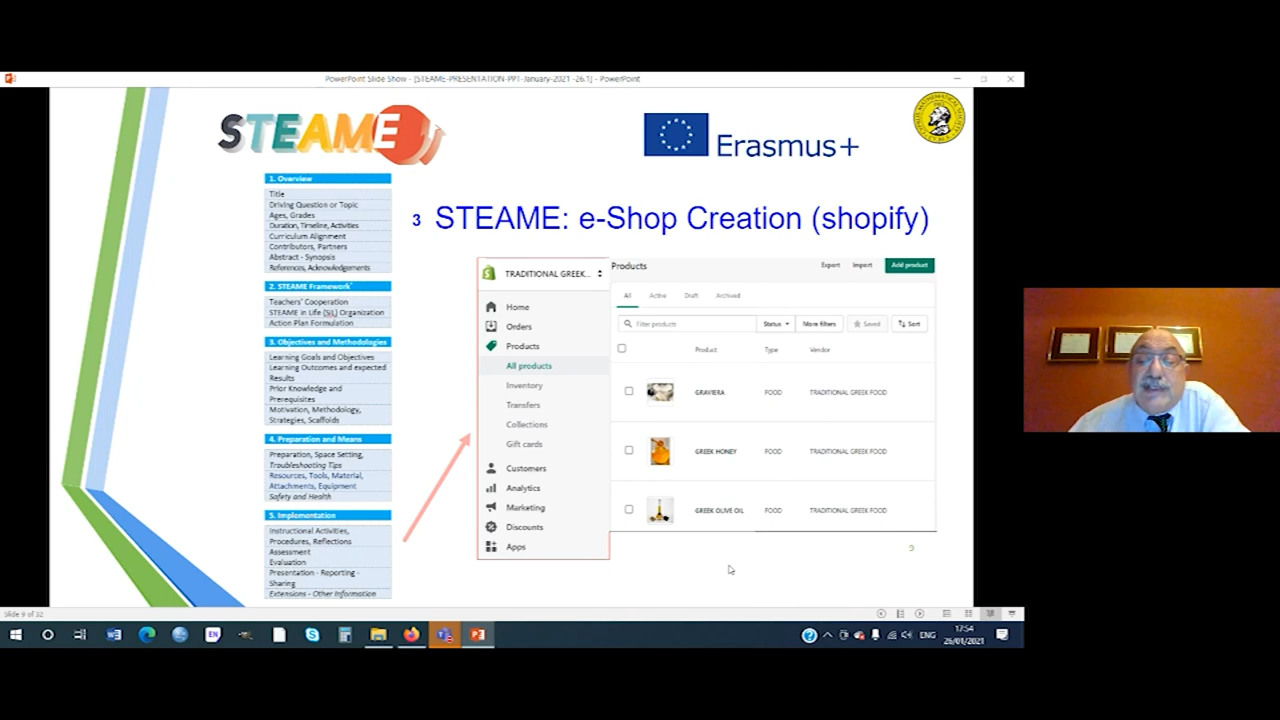 PowerPoint Slide Show - [STEAME-PRESENTATION-PPT-January-2021 -26.1] - PowerPoint
STEAME
Erasmus+
1. Overview
Title
Driving Question or Topic
Ages, Grades
Duration, Timeline, Activities
Curriculum Alignment
Contributors, Partners
Abstract - Synopsis
References, Acknowledgements
2. STEAME Framework*
Teachers' Cooperation
STEAME in Life (SiL) Organization
Action Plan Formulation
3. Objectives and Methodologies
Learning Goals and Objectives
Learning Outcomes and expected
Results
Prior Knowledge and
Prerequisites
Motivation, Methodology,
Strategies, Scaffolds
4. Preparation and Means
Preparation, Space Setting,
Troubleshooting Tips
Resources, Tools, Material,
Attachments, Equipment
Safety and Health
5. Implementation
Instructional Activities,
Procedures, Reflections
Assessment
Evaluation
Presentation - Reporting -
Sharing
Extensions - Other Information
3 STEAME: e-Shop Creation (shopify)
TRADITIONAL GREEK...
Home
Orders
Products
All products
Inventory
Transfers
Collections
Gift cards
Customers
Analytics
Marketing
Discounts
Apps
Products Export Import Add product
All Active Draft Archived
Filter products Status More filters Saved Sort
Product Type Vendor
GRAVIERA FOOD TRADITIONAL GREEK FOOD
GREEK HONEY FOOD TRADITIONAL GREEK FOOD
GREEK OLIVE OIL FOOD TRADITIONAL GREEK FOOD
9
Slide 9 of 32
EN
ENG
17:54
26/01/2021